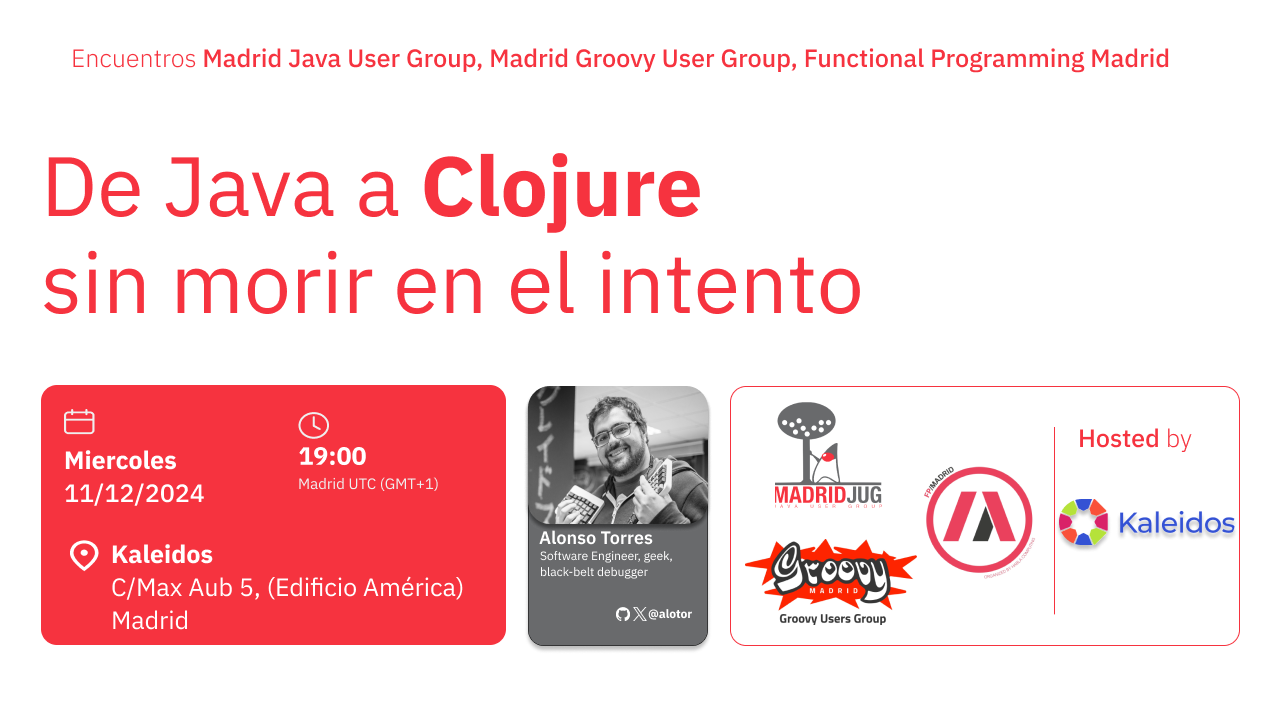 Encuentros Madrid Java User Group, Madrid Groovy User Group, Functional Programming Madrid
De Java a Clojure
sin morir en el intento
Miercoles
11/12/2024
19:00
Madrid UTC (GMT+1)
Kaleidos
C/Max Aub 5, (Edificio América)
Madrid
Alonso Torres
Software Engineer, geek,
black-belt debugger
@alotor
MADRIDJUG
JAVA USER GROUP
Groovy
MADRID
Groovy Users Group
FP/MADRID
Hosted by
Kaleidos